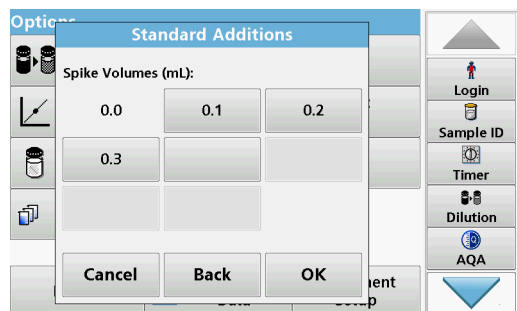 Options
Standard Additions
Spike Volumes (mL):
0.0
0.1
0.2
0.3
Cancel
Back
OK
Login
Sample ID
Timer
Dilution
AQA